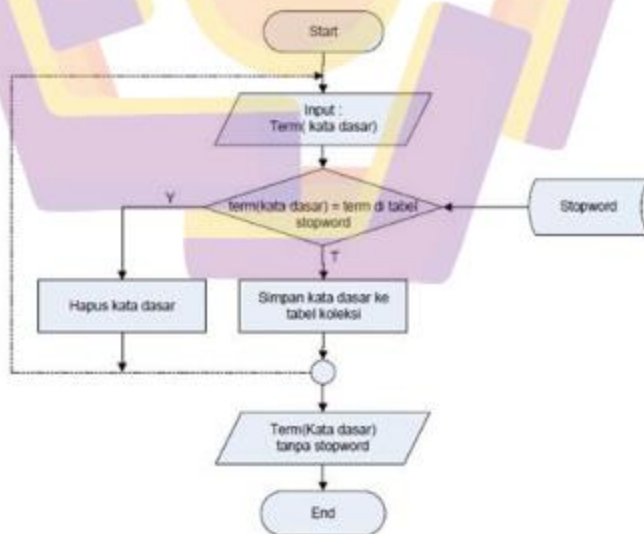 Start
Input :
Term( kata dasar)
term(kata dasar) = term di tabel
stopword
Stopword
Y
T
Hapus kata dasar
Simpan kata dasar ke
tabel koleksi
Term(Kata dasar)
tanpa stopword
End